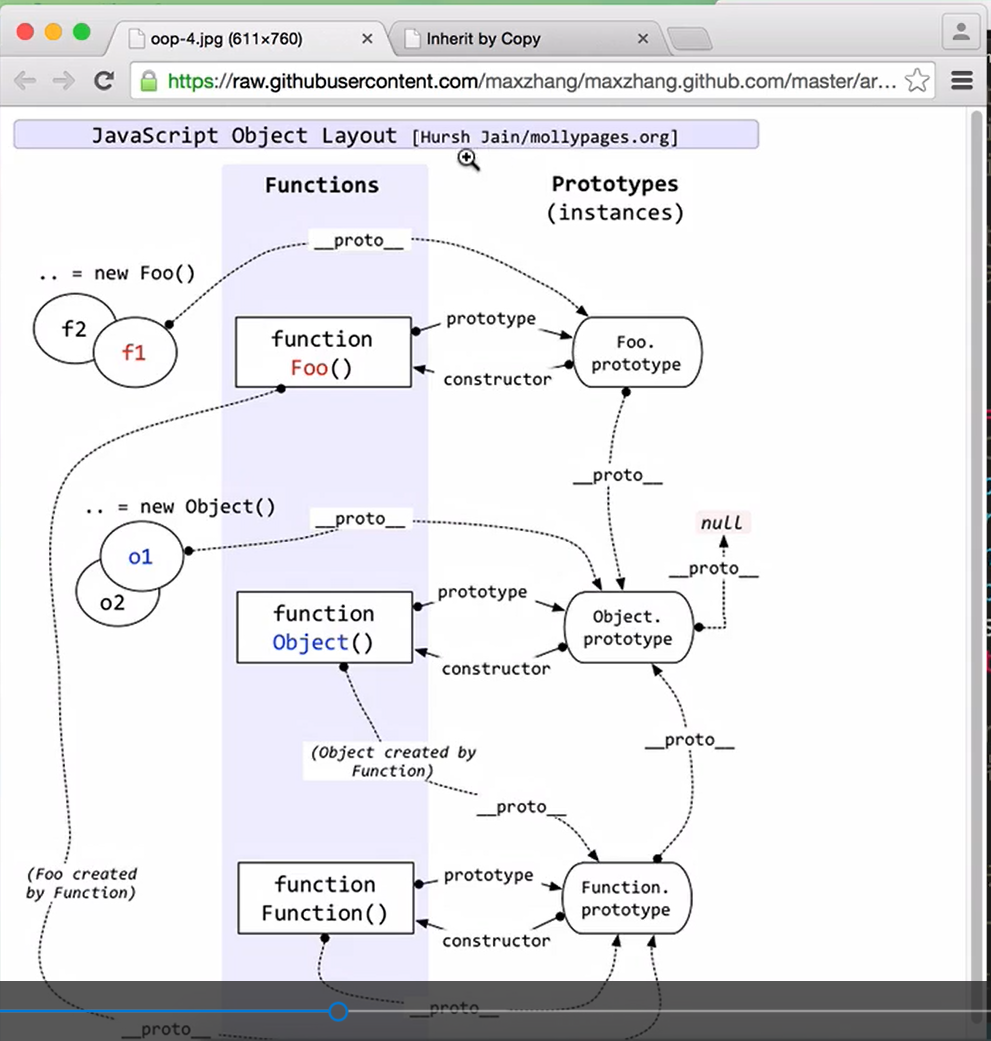 oop-4.jpg (611×760)
Inherit by Copy
https://raw.githubusercontent.com/maxzhang/maxzhang.github.com/master/ar...
JavaScript Object Layout [Hursh Jain/mollypages.org]
Functions
Prototypes
(instances)
__proto__
.. = new Foo()
f2
f1
function
Foo()
prototype
constructor
Foo.
prototype
__proto__
.. = new Object()
__proto__
null
__proto__
o1
o2
function
Object()
prototype
constructor
Object.
prototype
(Object created by
Function)
__proto__
__proto__
(Foo created
by Function)
function
Function()
prototype
constructor
Function.
prototype
__proto__
__proto__